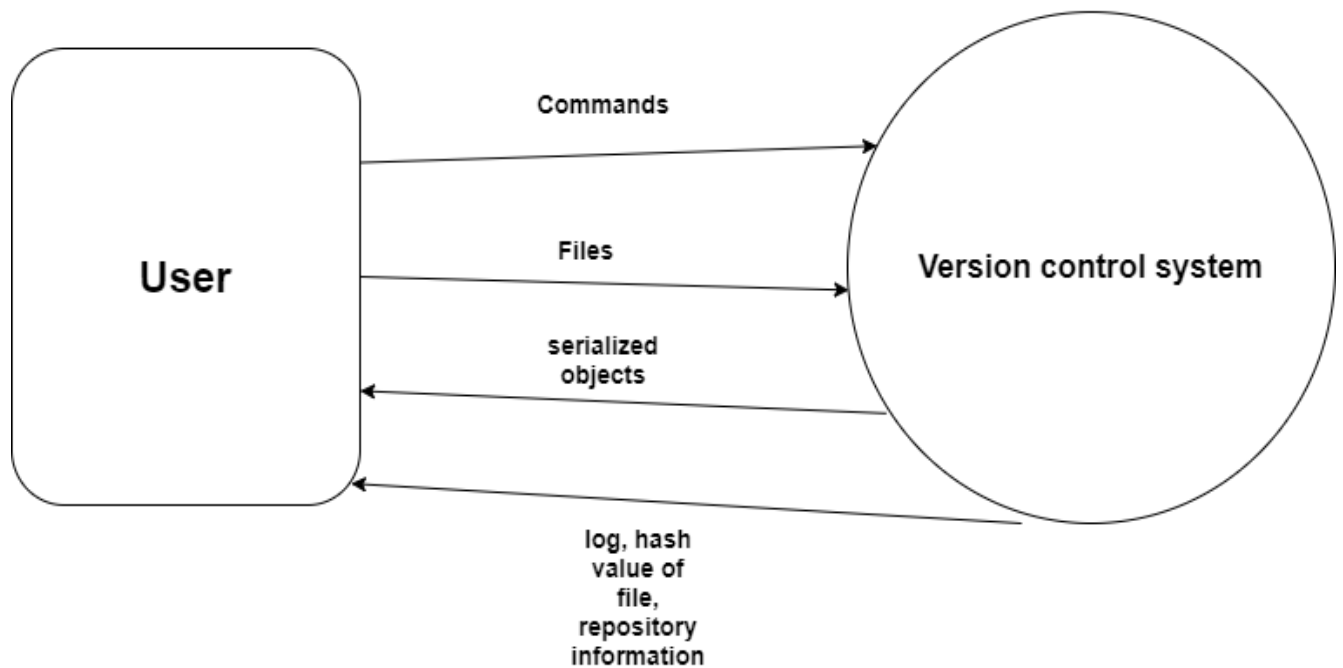 Commands
Files
User
Version control system
serialized
objects
log, hash
value of
file,
repository
information